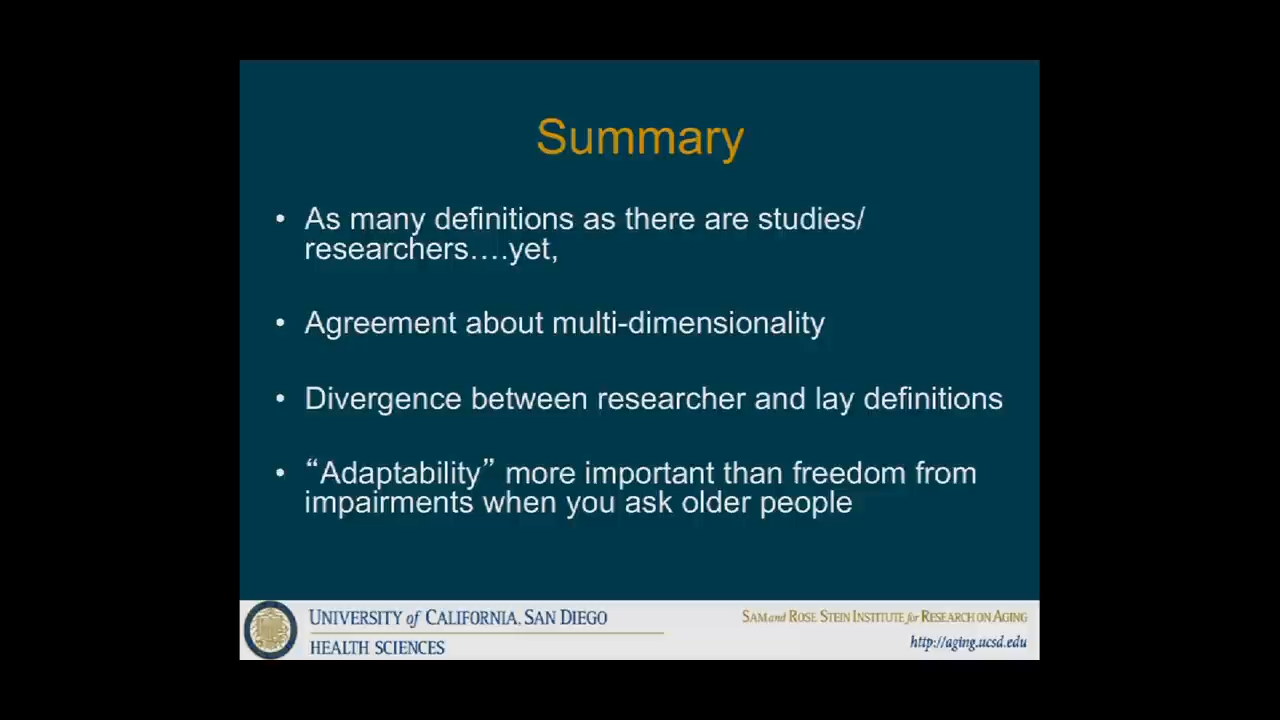 Summary
• As many definitions as there are studies/
researchers….yet,
• Agreement about multi-dimensionality
• Divergence between researcher and lay definitions
• “Adaptability” more important than freedom from
impairments when you ask older people
UNIVERSITY of CALIFORNIA, SAN DIEGO
HEALTH SCIENCES
SAM and ROSE STEIN INSTITUTE for RESEARCH ON AGING
http://aging.ucsd.edu